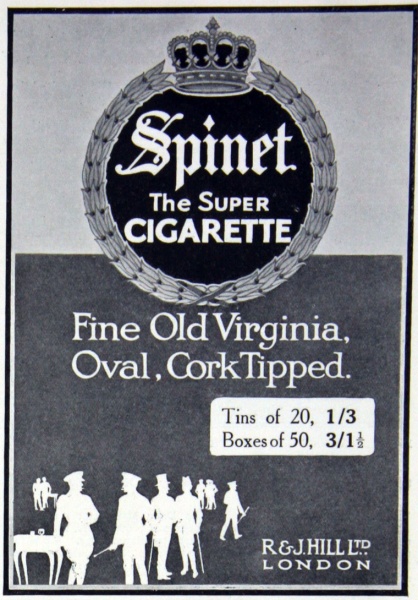 Spinet
The Super
CIGARETTE
Fine Old Virginia,
Oval, Cork Tipped.
Tins of 20, 1/3
Boxes of 50, 3/1½
R&J. HILL LTD.
LONDON